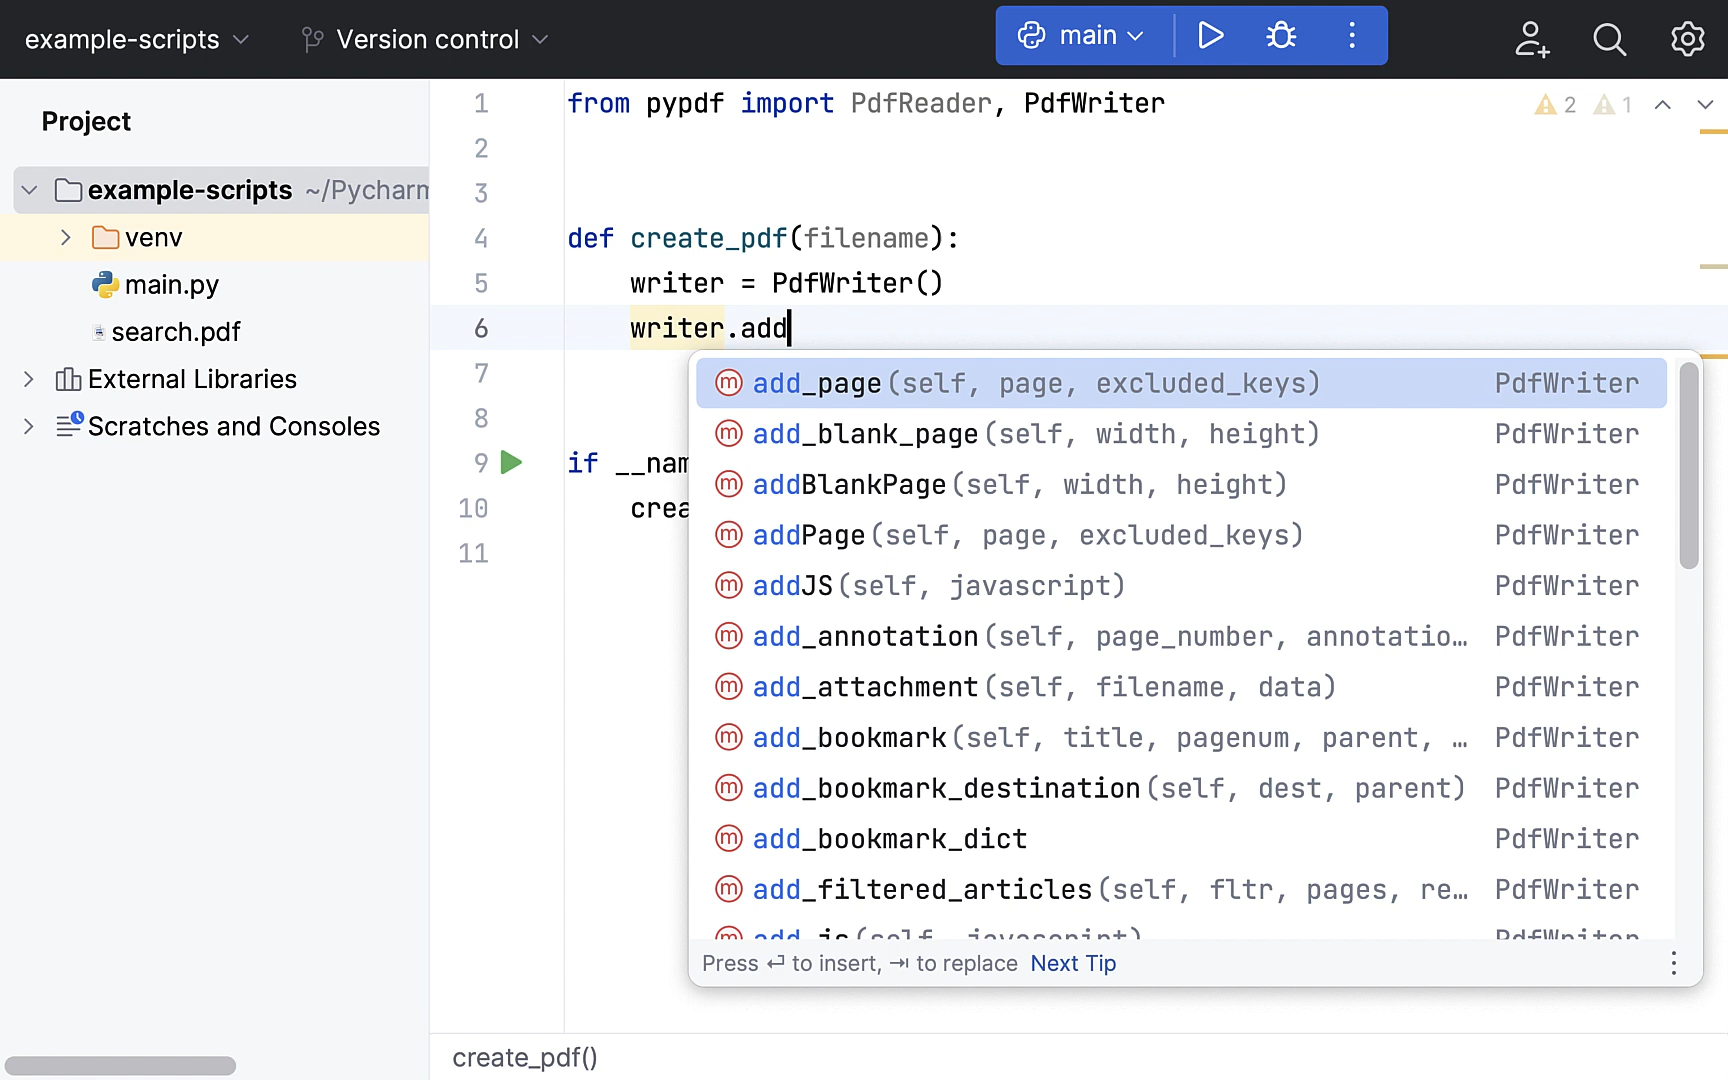 example-scripts
Version control
main
Project
example-scripts ~/Pycharm
venv
main.py
search.pdf
External Libraries
Scratches and Consoles
2 1
1 from pypdf import PdfReader, PdfWriter
2
3
4 def create_pdf(filename):
5 writer = PdfWriter()
6 writer.add
7
8
9 if __nam
10 crea
11
add_page(self, page, excluded_keys) PdfWriter
add_blank_page(self, width, height) PdfWriter
addBlankPage(self, width, height) PdfWriter
addPage(self, page, excluded_keys) PdfWriter
addJS(self, javascript) PdfWriter
add_annotation(self, page_number, annotatio… PdfWriter
add_attachment(self, filename, data) PdfWriter
add_bookmark(self, title, pagenum, parent, … PdfWriter
add_bookmark_destination(self, dest, parent) PdfWriter
add_bookmark_dict PdfWriter
add_filtered_articles(self, fltr, pages, re… PdfWriter
add_js(self, javascript) PdfWriter
Press ↵ to insert, ⇥ to replace Next Tip
create_pdf()